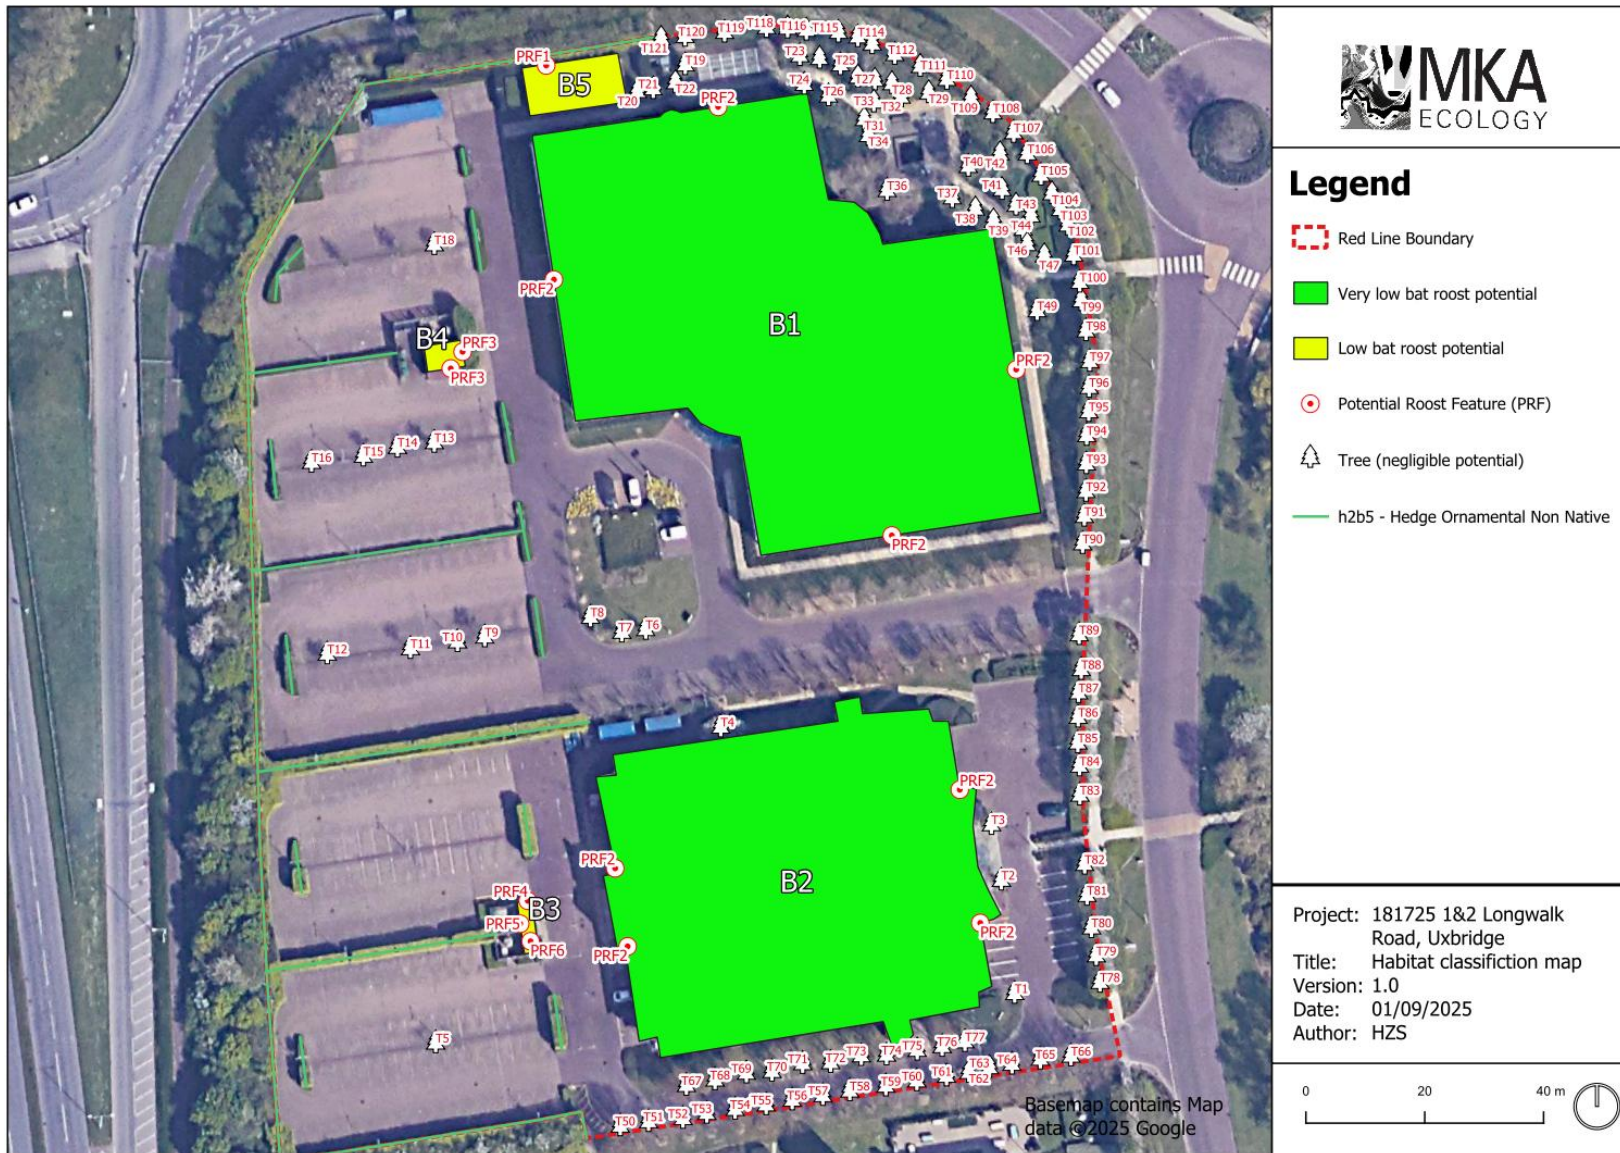 T118
T116
T115
T119
T120
T114
T121
T112
T23
T25
T111
T19
T110
PRF1
B5
T24
T27
T28
T21
T22
T20
PRF2
T26
T33
T32
T29
T109
T108
T31
T107
T34
T106
T40
T42
T105
T36
T37
T41
T104
T38
T43
T103
T39
T44
T102
T18
T46
T101
T47
T100
PRF2
T49
T99
B1
T98
B4
PRF3
T97
PRF3
PRF2
T96
T95
T94
T13
T14
T15
T16
T93
T92
T91
PRF2
T90
T8
T7
T6
T89
T9
T10
T11
T12
T88
T87
T86
T4
T85
T84
PRF2
T83
T3
PRF2
B2
T2
T82
PRF4
T81
B3
PRF5
PRF2
T80
PRF6
PRF2
T79
T78
T1
T5
T77
T76
T75
T74
T73
T72
T71
T70
T69
T68
T67
T66
T65
T64
T63
T62
T61
T60
T59
T58
T57
T56
T55
T54
T53
T52
T51
T50
Basemap contains Map
data ©2025 Google
MKA
ECOLOGY
Legend
Red Line Boundary
Very low bat roost potential
Low bat roost potential
Potential Roost Feature (PRF)
Tree (negligible potential)
h2b5 - Hedge Ornamental Non Native
Project: 181725 1&2 Longwalk
Road, Uxbridge
Title: Habitat classifiction map
Version: 1.0
Date: 01/09/2025
Author: HZS
0 20 40 m